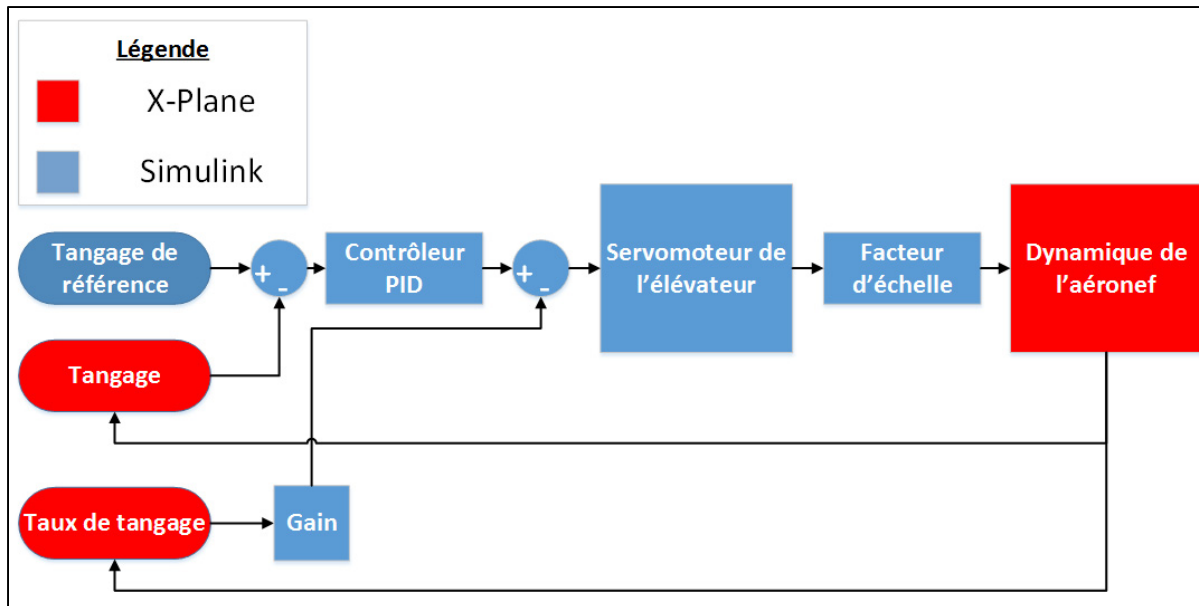 Légende
X-Plane
Simulink
Tangage de
référence
+
-
Contrôleur
PID
+
-
Servomoteur de
l'élévateur
Facteur
d'échelle
Dynamique de
l'aéronef
Tangage
Taux de tangage
Gain